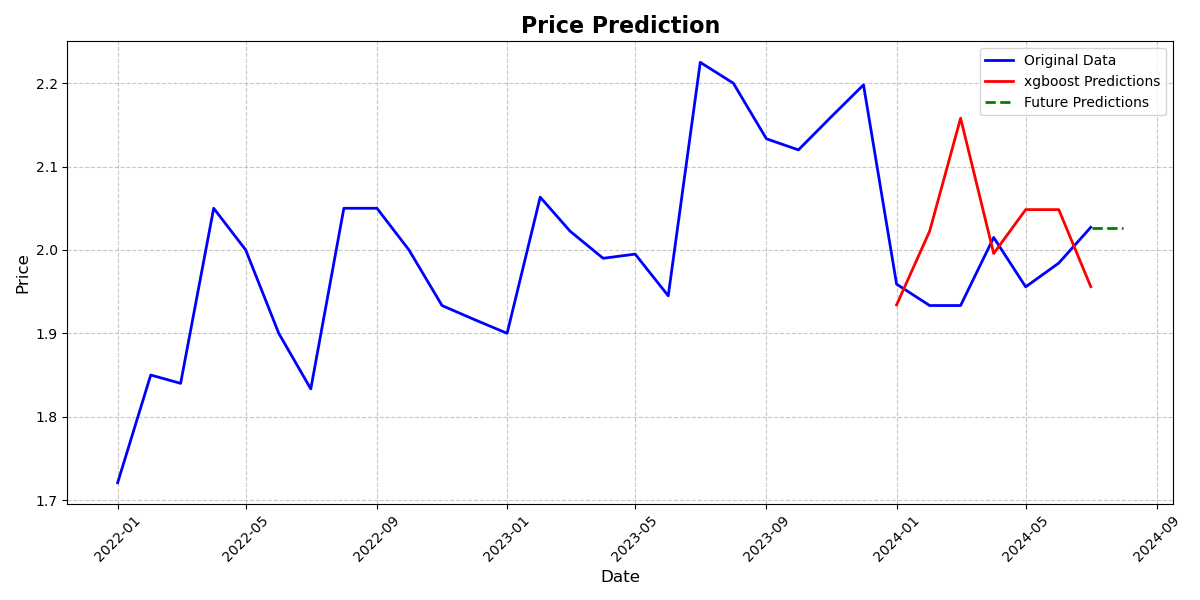 Price Prediction
Original Data
xgboost Predictions
Future Predictions
Price
2.2
2.1
2.0
1.9
1.8
1.7
2022-01
2022-05
2022-09
2023-01
2023-05
2023-09
2024-01
2024-05
2024-09
Date